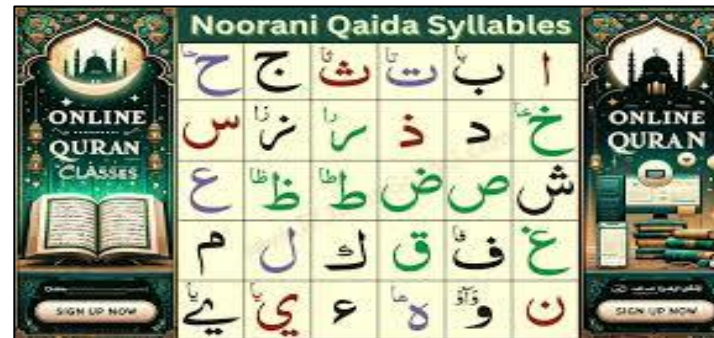 Noorani Qaida Syllables
ا ب ت ث ج ح
خ د ذ ر ز س
ش ص ض ط ظ ع
غ ف ق ك ل م
ن و ه ء ي ے
ONLINE
QURAN
CLASSES
SIGN UP NOW
ONLINE
QURAN
SIGN UP NOW